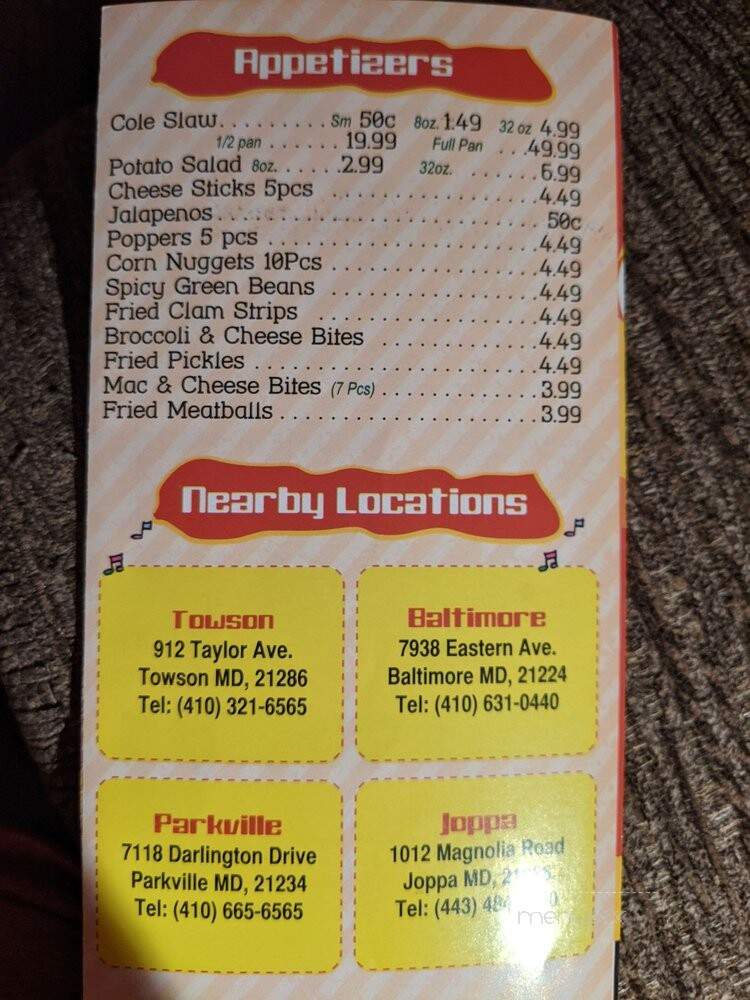 Appetizers
Cole Slaw......... Sm 50c 8oz. 1.49 32 oz 4.99
1/2 pan ...... 19.99 Full Pan ...49.99
Potato Salad 8oz. ......2.99 32oz. .......6.99
Cheese Sticks 5pcs ..................4.49
Jalapenos............................. 50c
Poppers 5 pcs ........................4.49
Corn Nuggets 10Pcs ..................4.49
Spicy Green Beans ...................4.49
Fried Clam Strips ....................4.49
Broccoli & Cheese Bites ..............4.49
Fried Pickles .........................4.49
Mac & Cheese Bites (7 Pcs) .............3.99
Fried Meatballs .......................3.99
Nearby Locations
Towson
912 Taylor Ave.
Towson MD, 21286
Tel: (410) 321-6565
Baltimore
7938 Eastern Ave.
Baltimore MD, 21224
Tel: (410) 631-0440
Parkville
7118 Darlington Drive
Parkville MD, 21234
Tel: (410) 665-6565
Joppa
1012 Magnolia Road
Joppa MD,
Tel: (443)